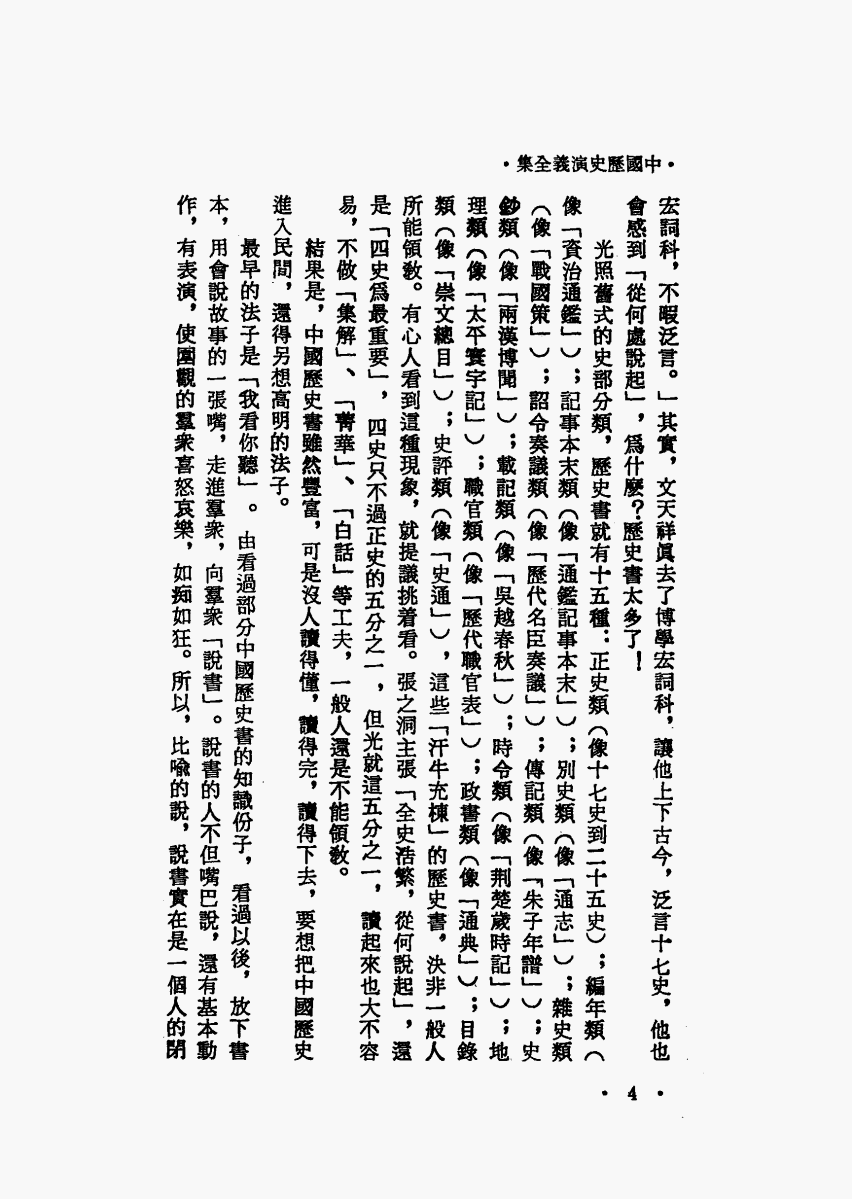 ·中國歷史演義全集·
宏詞科，不暇泛言。」其實，文天祥眞去了博學宏詞科，讓他上下古今，泛言十七史，他也
會感到「從何處說起」，爲什麼？歷史書太多了！
光照舊式的史部分類，歷史書就有十五種：正史類（像十七史到二十五史）；編年類（
像「資治通鑑」）；記事本末類（像「通鑑記事本末」）；別史類（像「通志」）；雜史類
（像「戰國策」）；詔令奏議類（像「歷代名臣奏議」）；傳記類（像「朱子年譜」）；史
鈔類（像「兩漢博聞」）；載記類（像「吳越春秋」）；時令類（像「荆楚歲時記」）；地
理類（像「太平寰宇記」）；職官類（像「歷代職官表」）；政書類（像「通典」）；目錄
類（像「崇文總目」）；史評類（像「史通」），這些「汗牛充棟」的歷史書，決非一般人
所能領敎。有心人看到這種現象，就提議挑着看。張之洞主張「全史浩繁，從何說起」，還
是「四史爲最重要」，四史只不過正史的五分之一，但光就這五分之一，讀起來也大不容
易，不做「集解」、「菁華」、「白話」等工夫，一般人還是不能領敎。
結果是，中國歷史書雖然豐富，可是沒人讀得懂，讀得完，讀得下去，要想把中國歷史
進入民間，還得另想高明的法子。
最早的法子是「我看你聽」。由看過部分中國歷史書的知識份子，看過以後，放下書
本，用會說故事的一張嘴，走進羣衆，向羣衆「說書」。說書的人不但嘴巴說，還有基本動
作，有表演，使圍觀的羣衆喜怒哀樂，如痴如狂。所以，比喩的說，說書實在是一個人的閉
· 4 ·